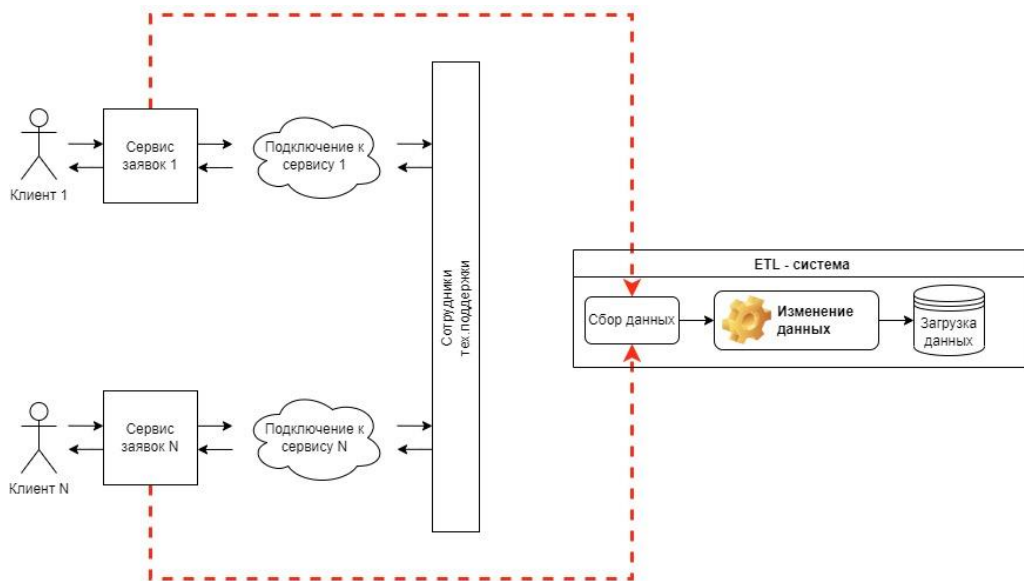 Клиент 1
Сервис
заявок 1
Подключение к
сервису 1
Сотрудники
тех.поддержки
ETL - система
Сбор данных
Изменение
данных
Загрузка
данных
Клиент N
Сервис
заявок N
Подключение к
сервису N